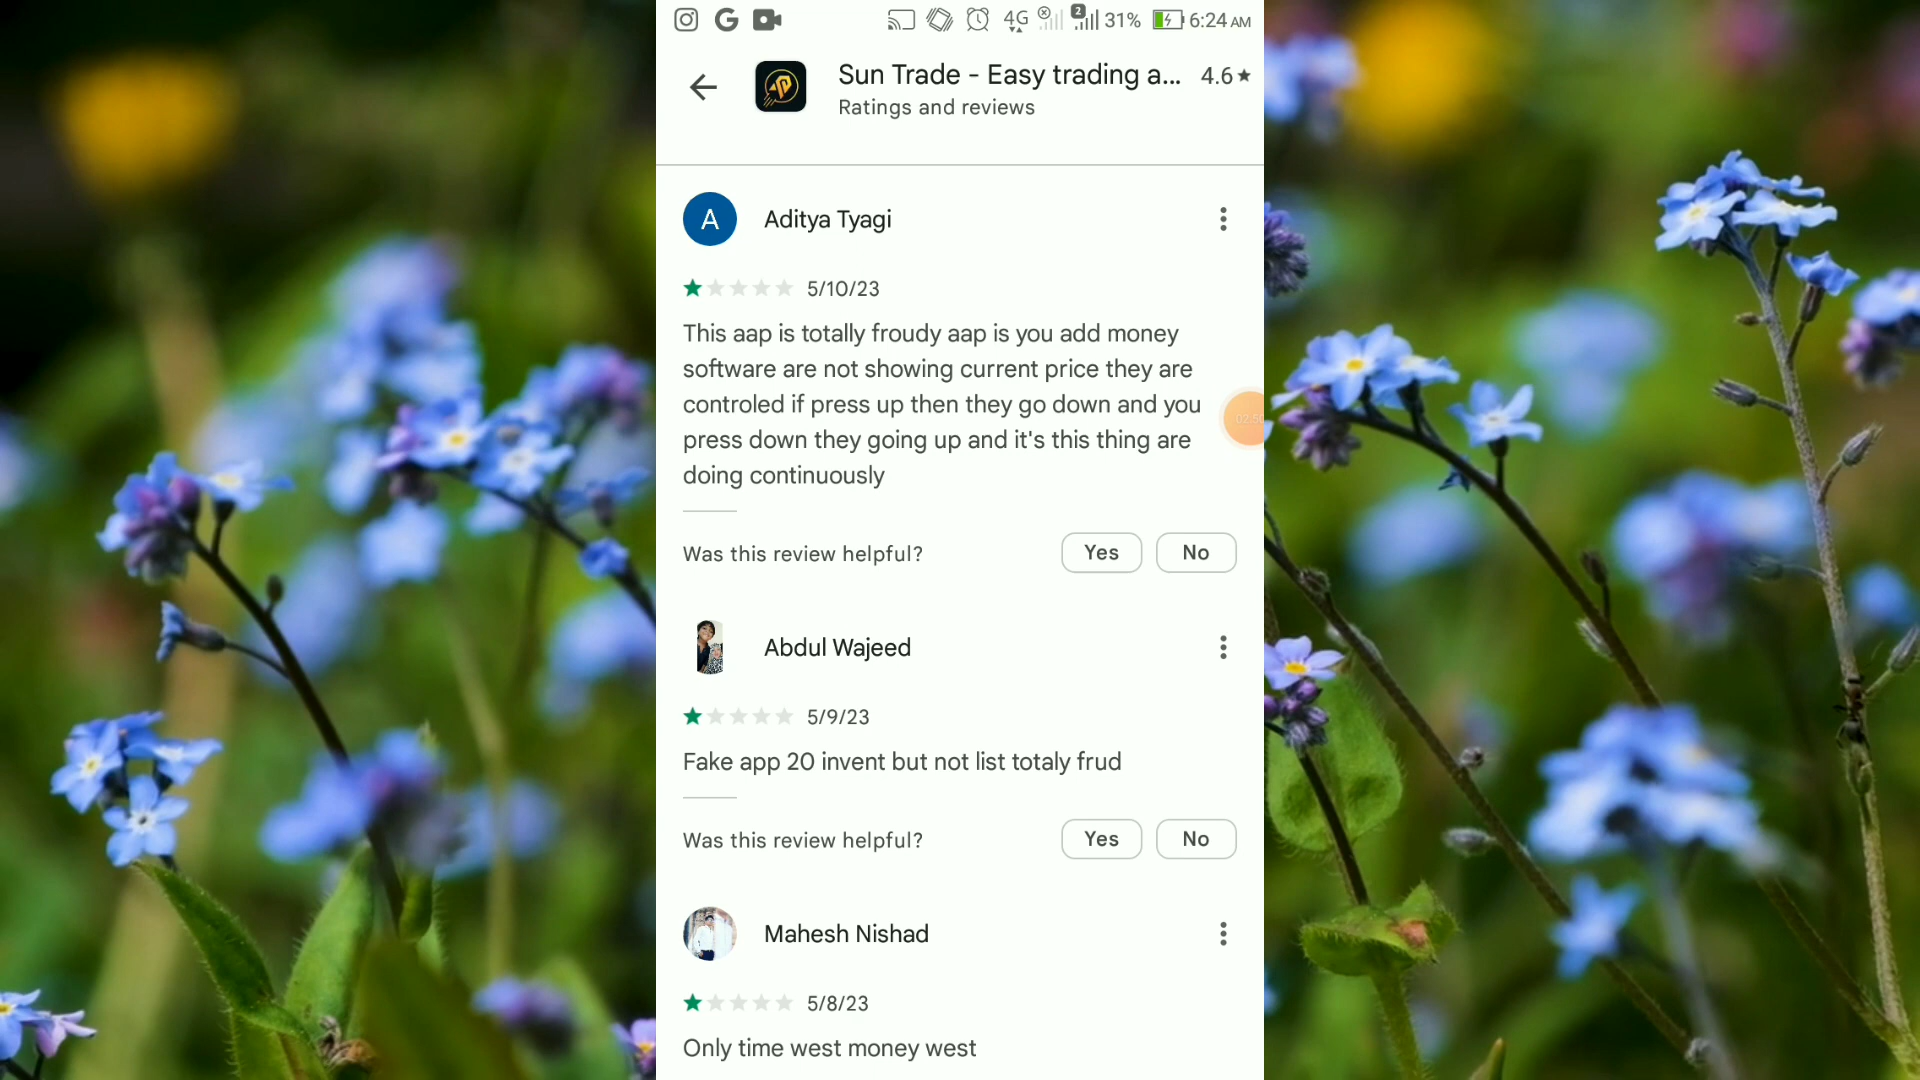 4G 2 31% 6:24 AM
Sun Trade - Easy trading a... 4.6★
Ratings and reviews
A Aditya Tyagi
5/10/23
This aap is totally froudy aap is you add money
software are not showing current price they are
controled if press up then they go down and you
press down they going up and it's this thing are
doing continuously
Was this review helpful? Yes No
Abdul Wajeed
5/9/23
Fake app 20 invent but not list totaly frud
Was this review helpful? Yes No
Mahesh Nishad
5/8/23
Only time west money west